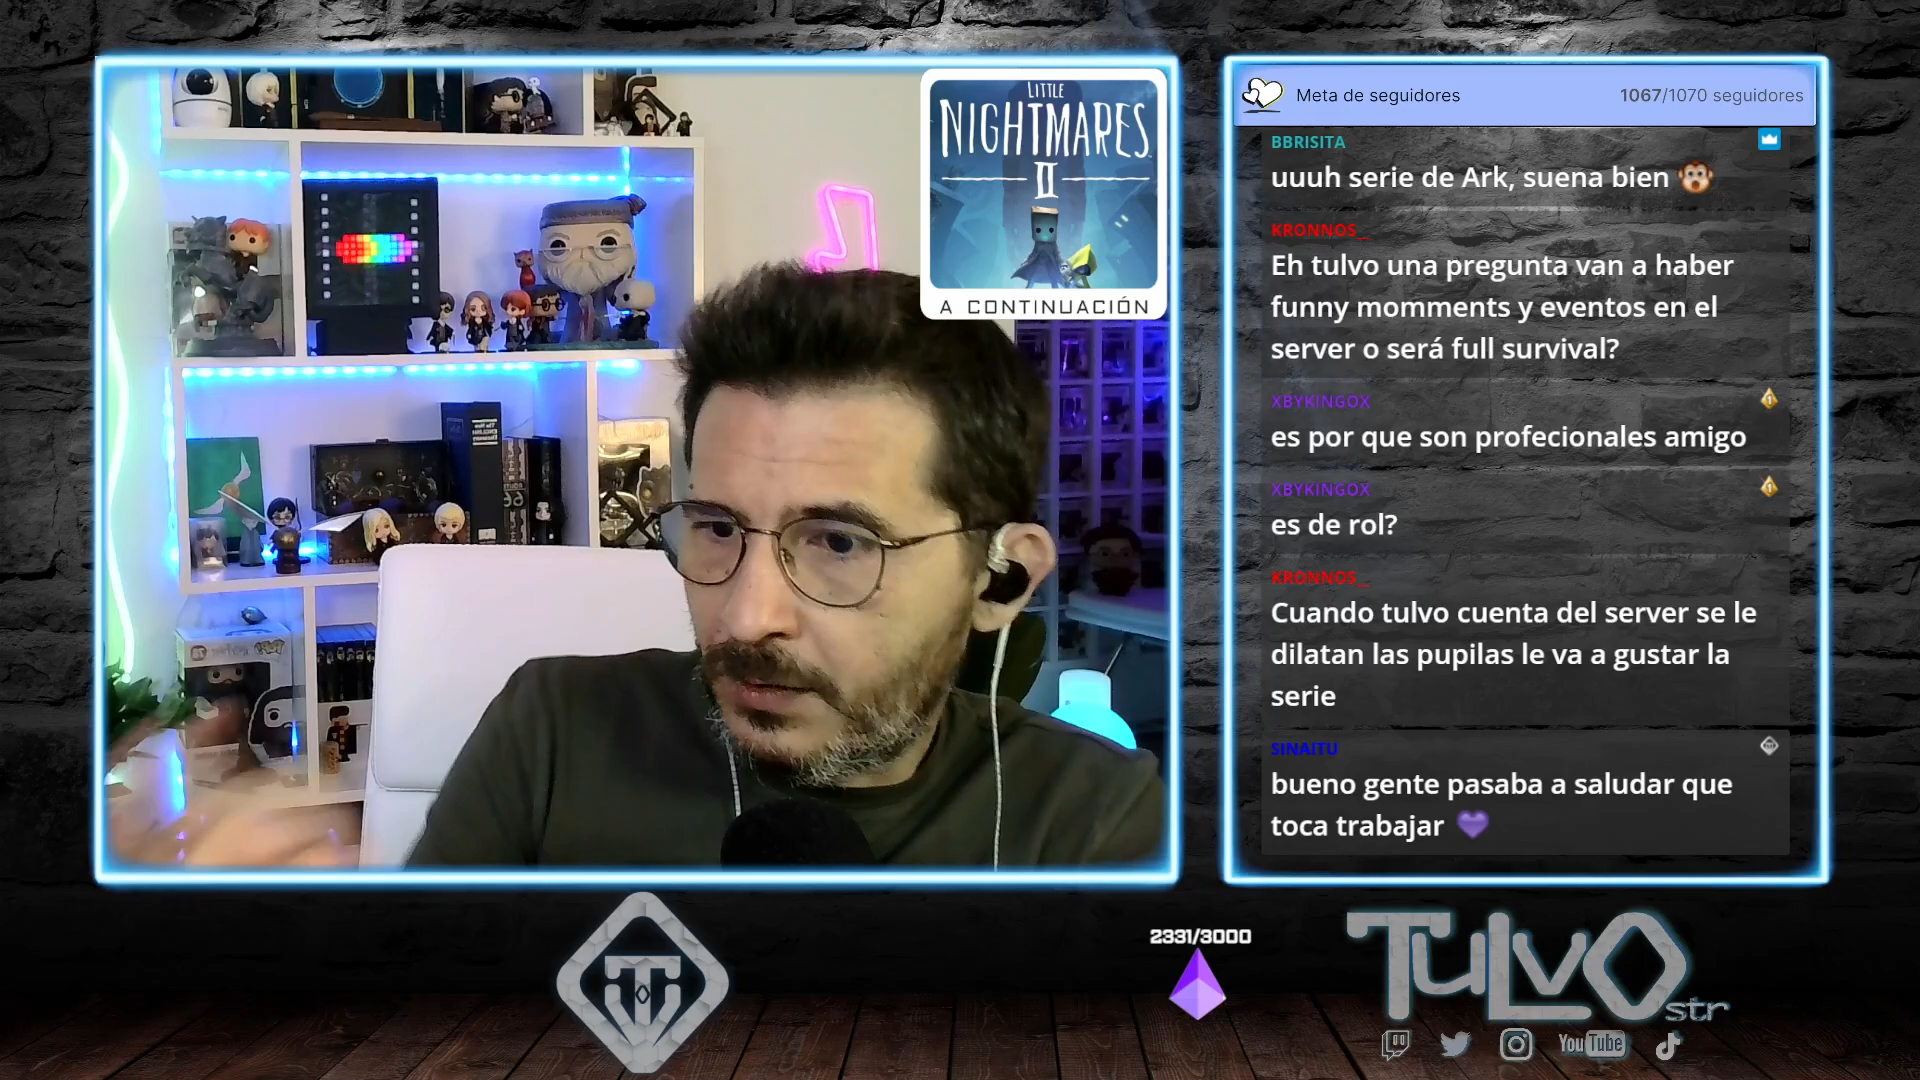 LITTLE
NIGHTMARES
II
A CONTINUACIÓN
Meta de seguidores
1067/1070 seguidores
BBRISITA
uuuh serie de Ark, suena bien
KRONNOS_
Eh tulvo una pregunta van a haber
funny momments y eventos en el
server o será full survival?
XBYKINGOX
es por que son profecionales amigo
XBYKINGOX
es de rol?
KRONNOS_
Cuando tulvo cuenta del server se le
dilatan las pupilas le va a gustar la
serie
SINAITU
bueno gente pasaba a saludar que
toca trabajar
2331/3000
TULVO
str
YouTube